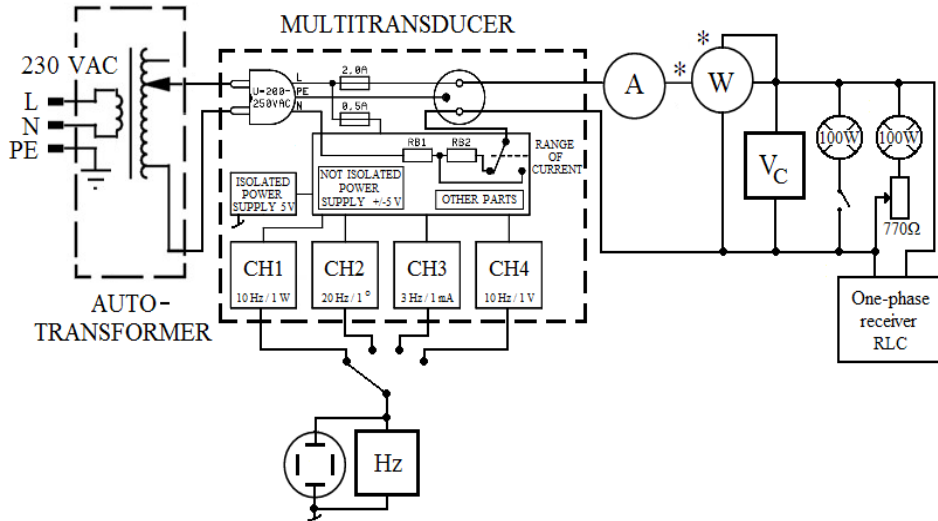 MULTITRANSDUCER
230 VAC
L
N
PE
U=200-
250VAC
L
PE
N
2,0A
0,5A
RB1
RB2
RANGE
OF
CURRENT
ISOLATED
POWER
SUPPLY 5V
NOT ISOLATED
POWER
SUPPLY +/-5 V
OTHER PARTS
CH1
10 Hz / 1 W
CH2
20 Hz / 1 °
CH3
3 Hz / 1 mA
CH4
10 Hz / 1 V
AUTO-
TRANSFORMER
A
*
*
W
V_C
100W
100W
770Ω
One-phase
receiver
RLC
Hz